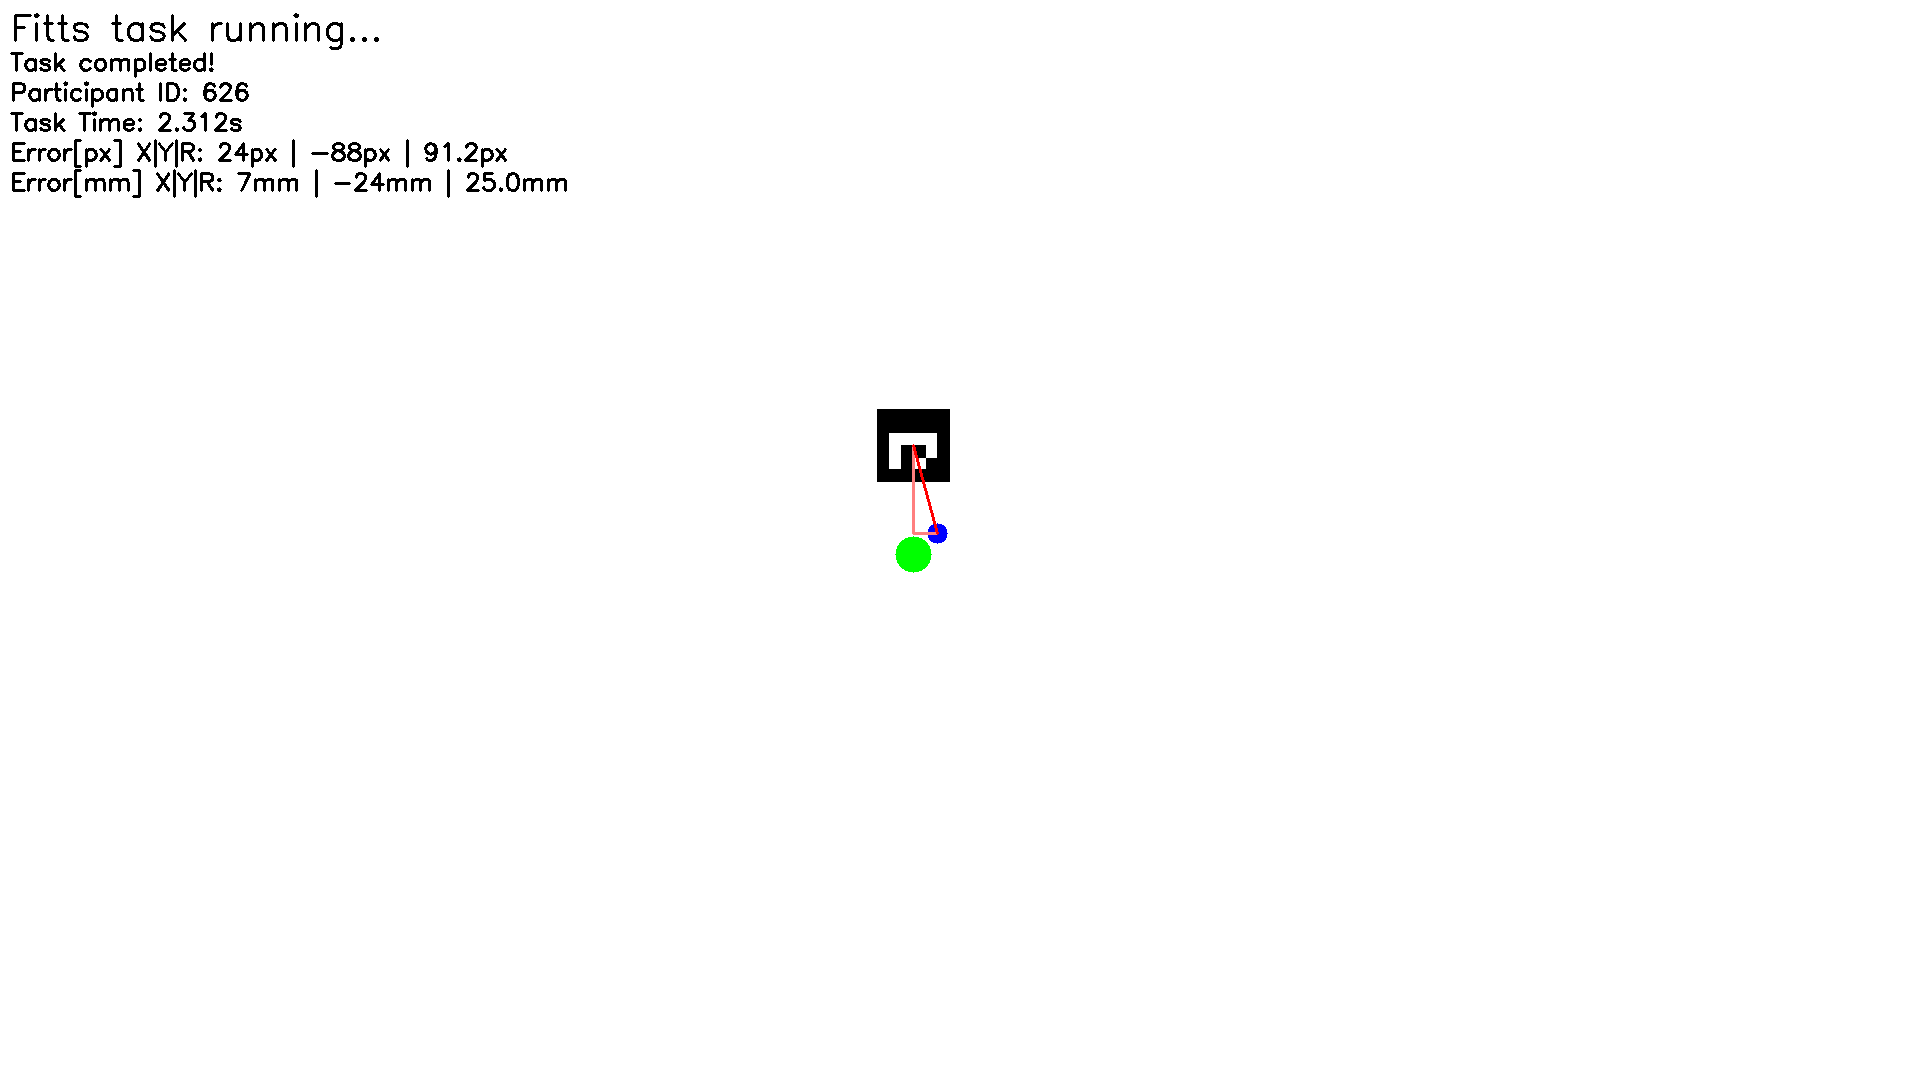 Fitts task running...
Task completed!
Participant ID: 626
Task Time: 2.312s
Error[px] X|Y|R: 24px | -88px | 91.2px
Error[mm] X|Y|R: 7mm | -24mm | 25.0mm